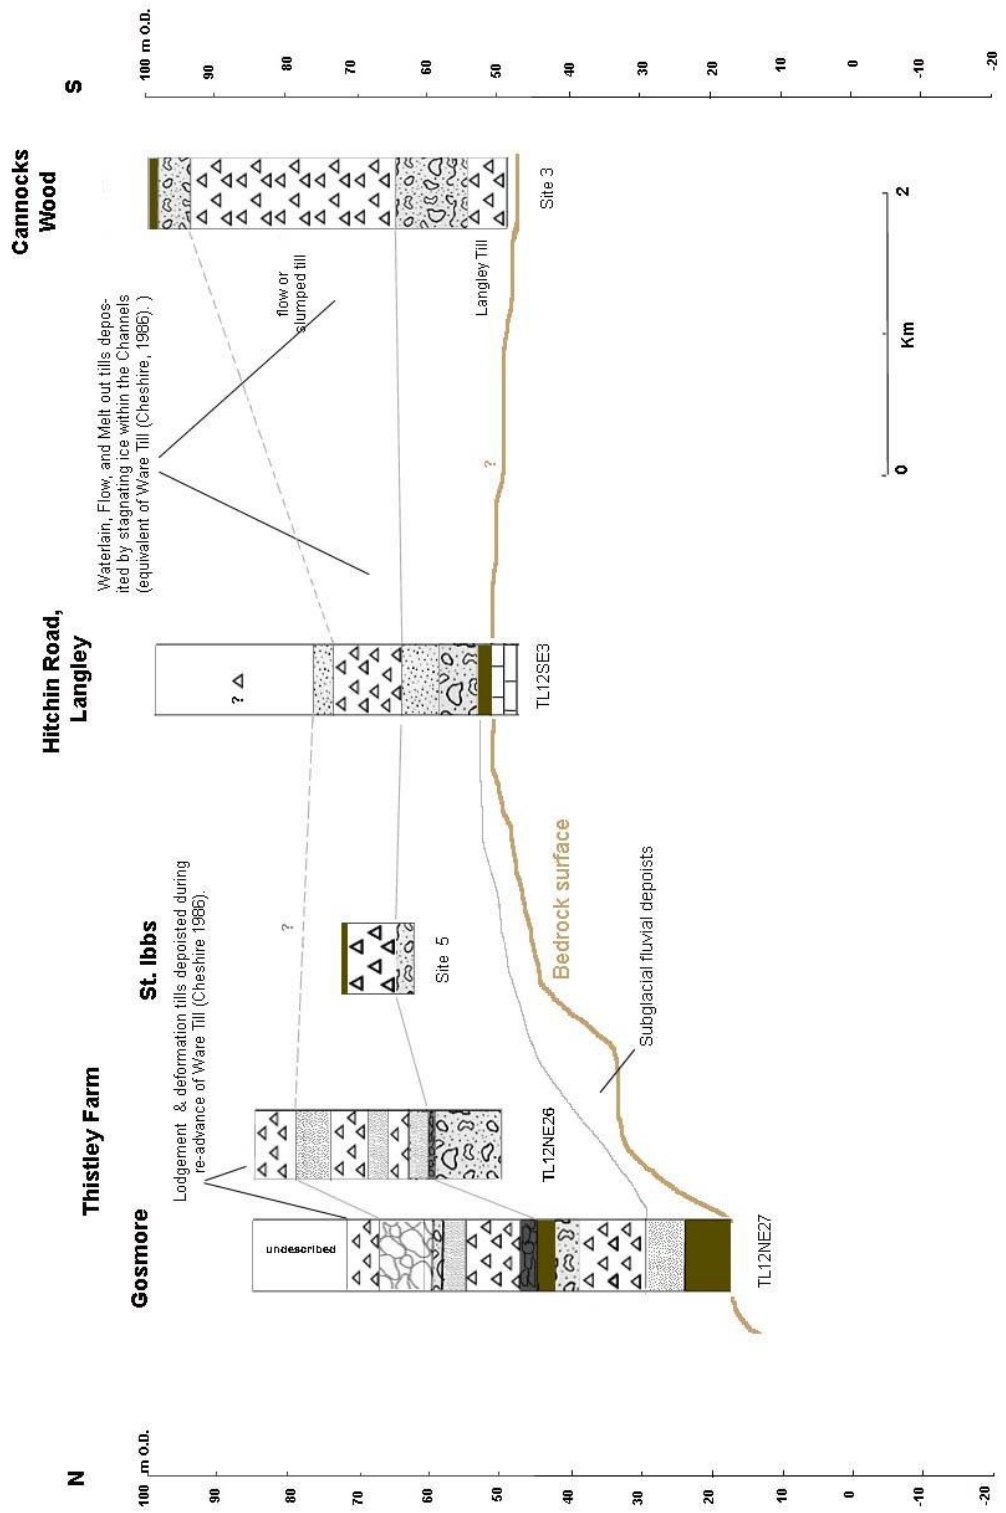 N
S
100 m O.D.
90
80
70
60
50
40
30
20
10
0
-10
-20
Gosmore
Thistley Farm
St. Ibbs
Hitchin Road,
Langley
Cannocks
Wood
Lodgement & deformation tills depoisted during
re-advance of Ware Till (Cheshire 1986).
Waterlain, Flow, and Melt out tills depos-
ited by stagnating ice within the Channels
(equivalent of Ware Till (Cheshire, 1986). )
undescribed
?
?
flow or
slumped till
Langley Till
TL12NE27
TL12NE26
Site 5
TL12SE3
Site 3
Bedrock surface
?
Subglacial fluvial depoists
0
Km
2
100 m O.D.
90
80
70
60
50
40
30
20
10
0
-10
-20